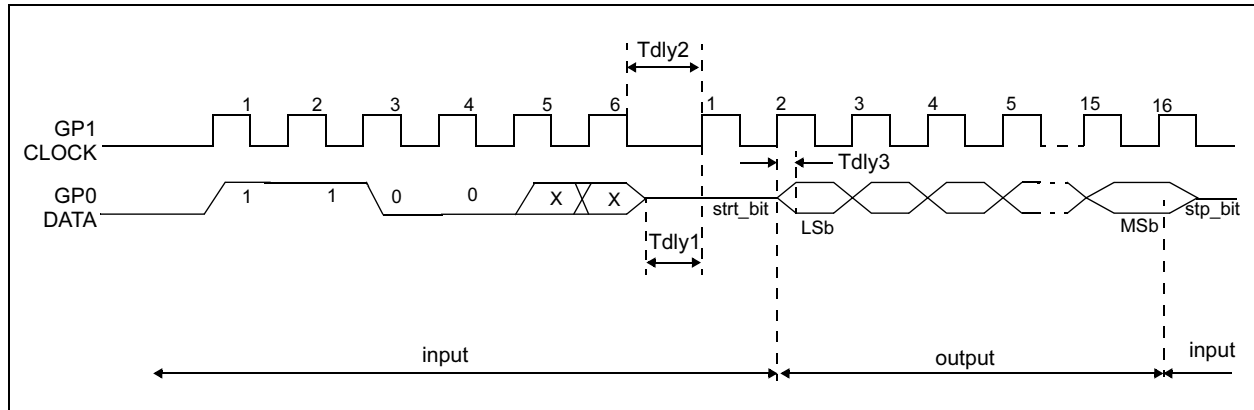 Tdly2
1 2 3 4 5 6 1 2 3 4 5 15 16
GP1
CLOCK
Tdly3
GP0
DATA
1 1 0 0 X X strt_bit LSb MSb stp_bit
Tdly1
input output input